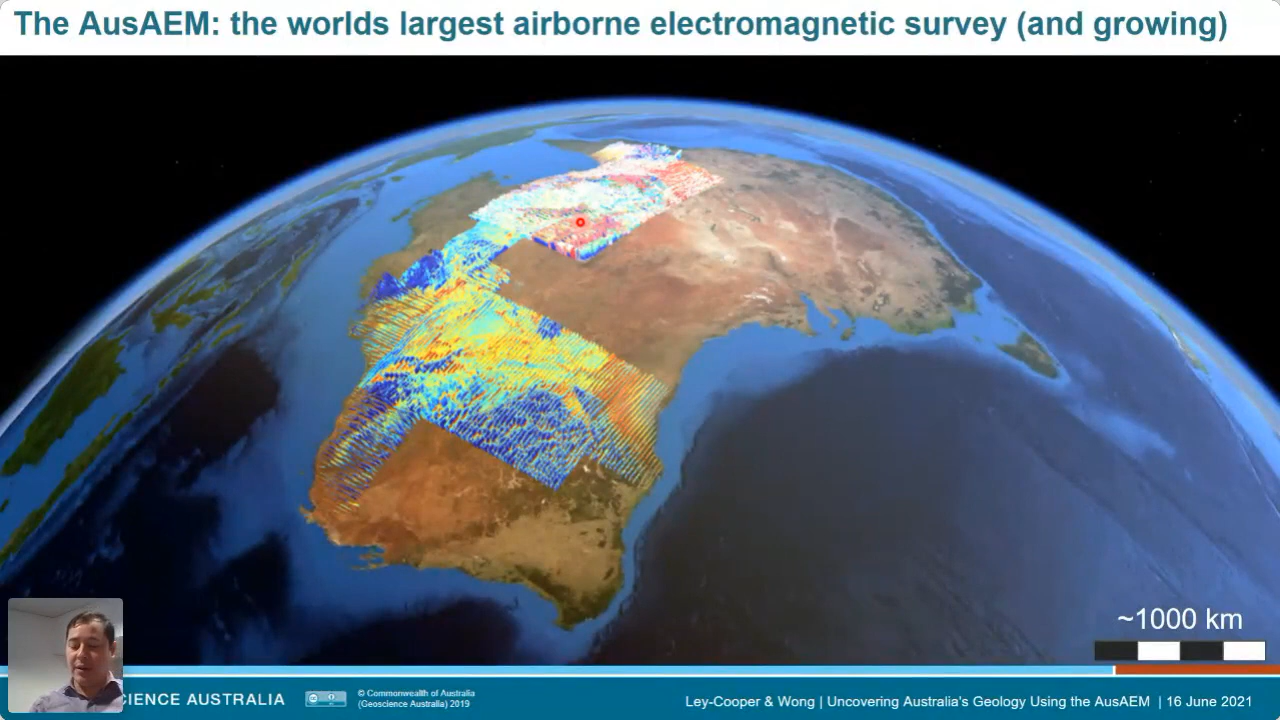 The AusAEM: the worlds largest airborne electromagnetic survey (and growing)
~1000 km
CIENCE AUSTRALIA
© Commonwealth of Australia
(Geoscience Australia) 2019
Ley-Cooper & Wong | Uncovering Australia's Geology Using the AusAEM | 16 June 2021